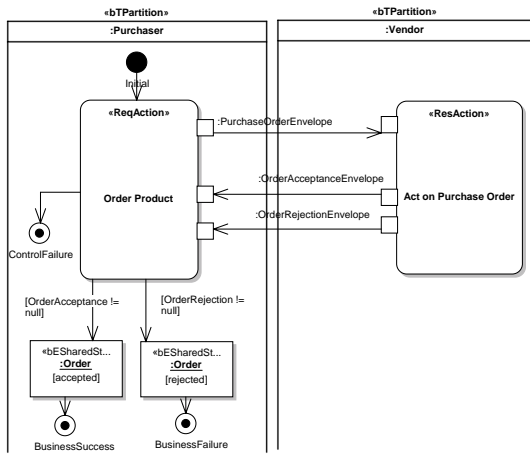 «bTPartition»
:Purchaser
«bTPartition»
:Vendor
Initial
«ReqAction»
Order Product
:PurchaseOrderEnvelope
:OrderAcceptanceEnvelope
:OrderRejectionEnvelope
«ResAction»
Act on Purchase Order
ControlFailure
[OrderAcceptance !=
null]
[OrderRejection !=
null]
«bESharedSt...
:Order
[accepted]
«bESharedSt...
:Order
[rejected]
BusinessSuccess
BusinessFailure